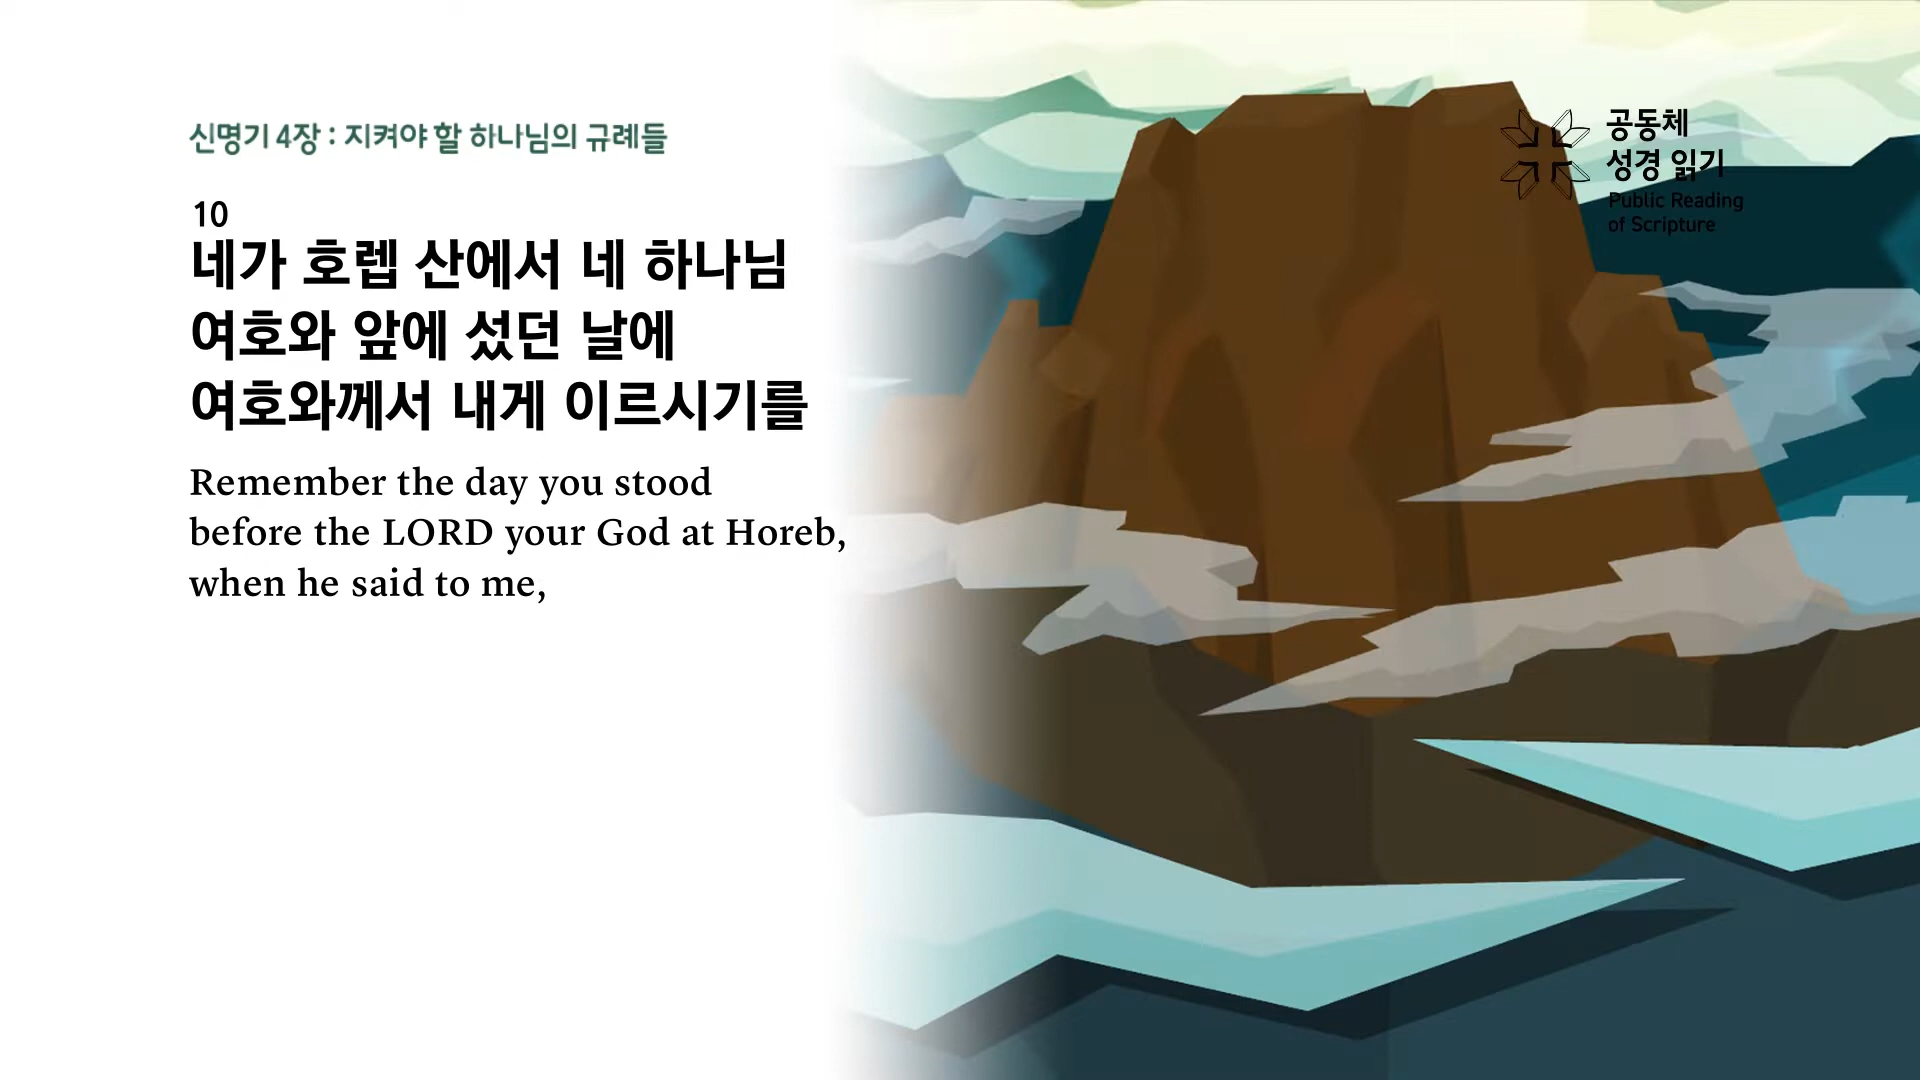 신명기 4장 : 지켜야 할 하나님의 규례들
10
네가 호렙 산에서 네 하나님
여호와 앞에 섰던 날에
여호와께서 내게 이르시기를
Remember the day you stood
before the LORD your God at Horeb,
when he said to me,
공동체
성경 읽기
Public Reading
of Scripture